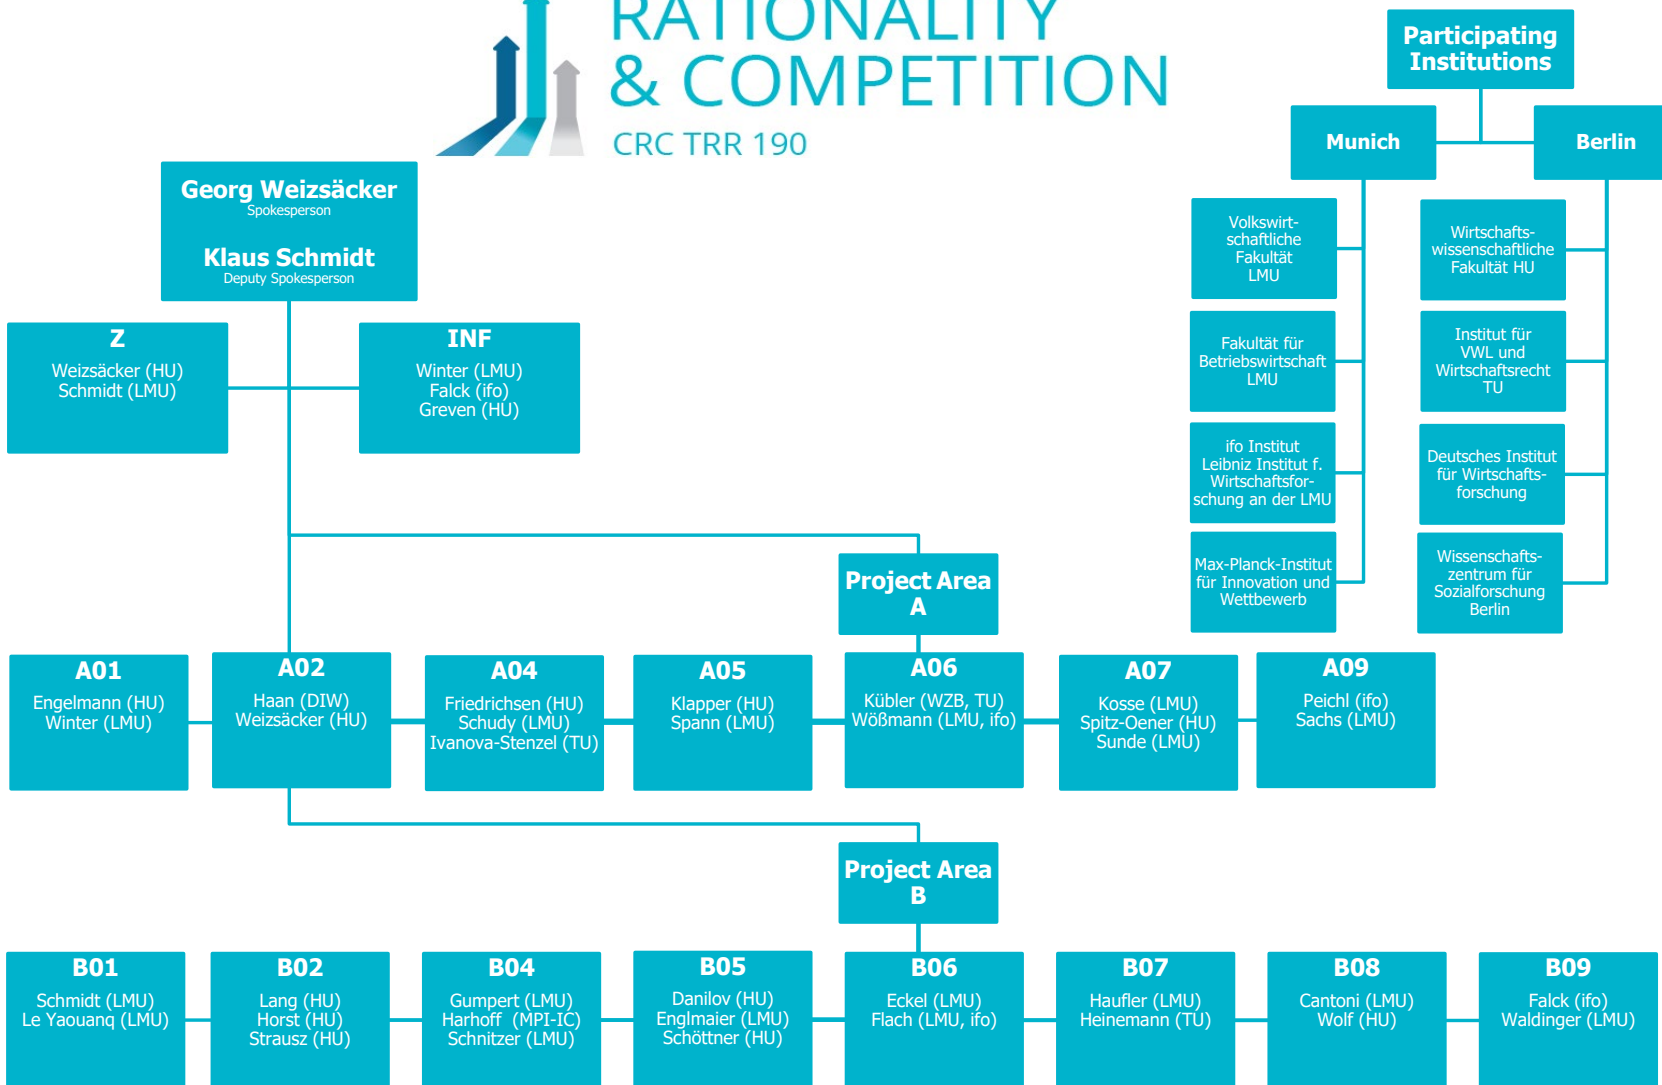 RATIONALITY
& COMPETITION
CRC TRR 190
Participating
Institutions
Munich
Berlin
Volkswirt-
schaftliche
Fakultät
LMU
Fakultät für
Betriebswirtschaft
LMU
ifo Institut
Leibniz Institut f.
Wirtschaftsfor-
schung an der LMU
Max-Planck-Institut
für Innovation und
Wettbewerb
Wirtschafts-
wissenschaftliche
Fakultät HU
Institut für
VWL und
Wirtschaftsrecht
TU
Deutsches Institut
für Wirtschafts-
forschung
Wissenschafts-
zentrum für
Sozialforschung
Berlin
Georg Weizsäcker
Spokesperson
Klaus Schmidt
Deputy Spokesperson
Z
Weizsäcker (HU)
Schmidt (LMU)
INF
Winter (LMU)
Falck (ifo)
Greven (HU)
Project Area
A
A01
Engelmann (HU)
Winter (LMU)
A02
Haan (DIW)
Weizsäcker (HU)
A04
Friedrichsen (HU)
Schudy (LMU)
Ivanova-Stenzel (TU)
A05
Klapper (HU)
Spann (LMU)
A06
Kübler (WZB, TU)
Wößmann (LMU, ifo)
A07
Kosse (LMU)
Spitz-Oener (HU)
Sunde (LMU)
A09
Peichl (ifo)
Sachs (LMU)
Project Area
B
B01
Schmidt (LMU)
Le Yaouanq (LMU)
B02
Lang (HU)
Horst (HU)
Strausz (HU)
B04
Gumpert (LMU)
Harhoff (MPI-IC)
Schnitzer (LMU)
B05
Danilov (HU)
Englmaier (LMU)
Schöttner (HU)
B06
Eckel (LMU)
Flach (LMU, ifo)
B07
Haufler (LMU)
Heinemann (TU)
B08
Cantoni (LMU)
Wolf (HU)
B09
Falck (ifo)
Waldinger (LMU)